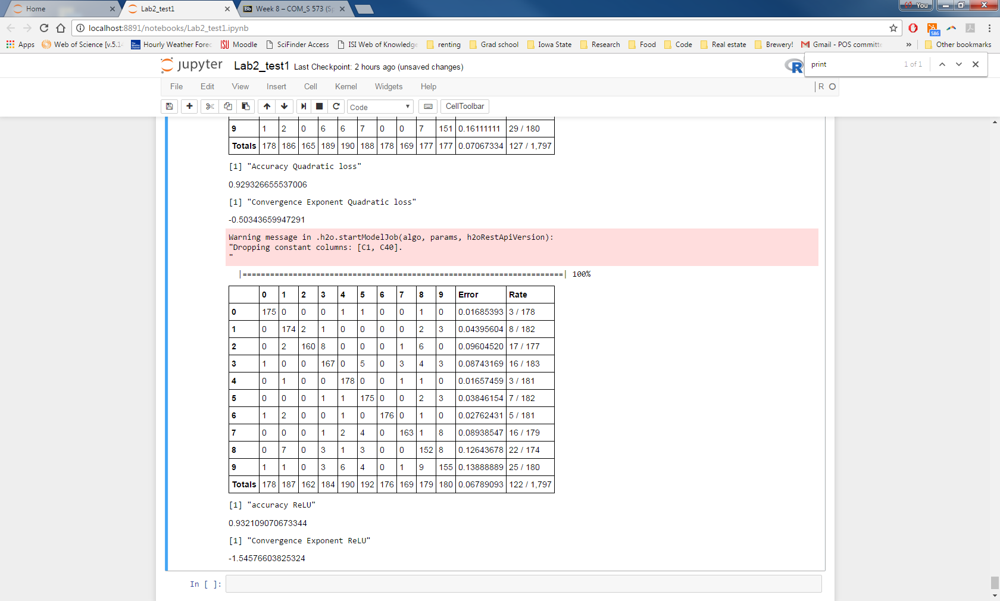 Home
Lab2_test1
Bb Week 8 – COM_S 573 (Sp
You
localhost:8891/notebooks/Lab2_test1.ipynb
Apps Web of Science [v.5.1 Hourly Weather Forec Moodle SciFinder Access ISI Web of Knowledge renting Grad school Iowa State Research Food Code Real estate Brewery! Gmail - POS committe » Other bookmarks
586
print 1 of 1
jupyter Lab2_test1 Last Checkpoint: 2 hours ago (unsaved changes)
File Edit View Insert Cell Kernel Widgets Help
R
Code CellToolbar
9 1 2 0 6 6 7 0 0 7 151 0.16111111 29 / 180
Totals 178 186 165 189 190 188 178 169 177 177 0.07067334 127 / 1,797
[1] "Accuracy Quadratic loss"
0.929326655537006
[1] "Convergence Exponent Quadratic loss"
-0.50343659947291
Warning message in .h2o.startModelJob(algo, params, h2oRestApiVersion):
"Dropping constant columns: [C1, C40].
"
|======================================================================| 100%
0 1 2 3 4 5 6 7 8 9 Error Rate
0 175 0 0 0 1 1 0 0 1 0 0.01685393 3 / 178
1 0 174 2 1 0 0 0 0 2 3 0.04395604 8 / 182
2 0 2 160 8 0 0 0 1 6 0 0.09604520 17 / 177
3 1 0 0 167 0 5 0 3 4 3 0.08743169 16 / 183
4 0 1 0 0 178 0 0 1 1 0 0.01657459 3 / 181
5 0 0 0 1 1 175 0 0 2 3 0.03846154 7 / 182
6 1 2 0 0 1 0 176 0 1 0 0.02762431 5 / 181
7 0 0 0 1 2 4 0 163 1 8 0.08938547 16 / 179
8 0 7 0 3 1 3 0 0 152 8 0.12643678 22 / 174
9 1 1 0 3 6 4 0 1 9 155 0.13888889 25 / 180
Totals 178 187 162 184 190 192 176 169 179 180 0.06789093 122 / 1,797
[1] "accuracy ReLU"
0.932109070673344
[1] "Convergence Exponent ReLU"
-1.54576603825324
In [ ]: